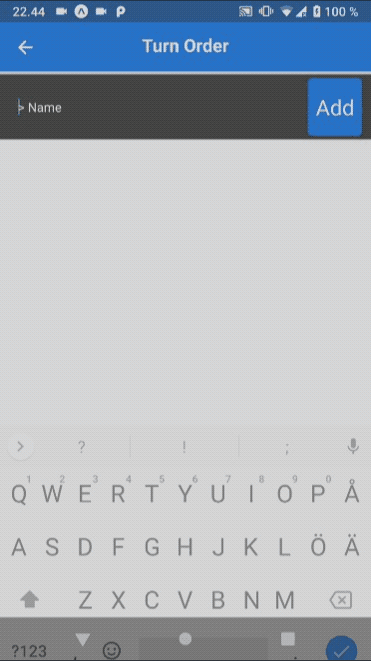 22.44 100 %
Turn Order
> Name
Add
? ! ;
1 2 3 4 5 6 7 8 9 0
Q W E R T Y U I O P Å
A S D F G H J K L Ö Ä
Z X C V B N M
?123 , .